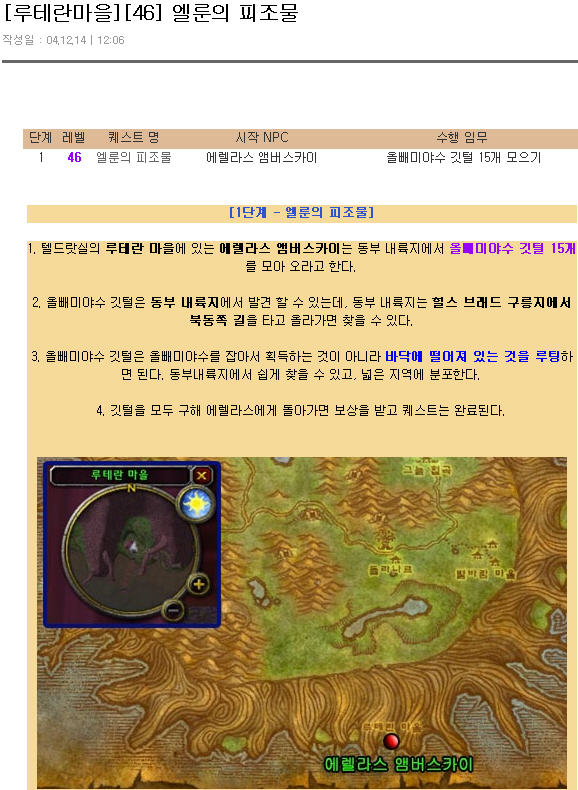 [루테란마을][46] 엘룬의 피조물
작성일 : 04.12.14 | 12:06
단계 레벨 퀘스트 명 시작 NPC 수행 임무
1 46 엘룬의 피조물 에렐라스 앰버스카이 올빼미야수 깃털 15개 모으기
[1단계 - 엘룬의 피조물]
1. 텔드랏실의 루테란 마을에 있는 에렐라스 앰버스카이는 동부 내륙지에서 올빼미야수 깃털 15개
를 모아 오라고 한다.
2. 올빼미야수 깃털은 동부 내륙지에서 발견 할 수 있는데, 동부 내륙지는 힐스 브래드 구릉지에서
북동쪽 길을 타고 올라가면 찾을 수 있다.
3. 올빼미야수 깃털은 올빼미야수를 잡아서 획득하는 것이 아니라 바닥에 떨어져 있는 것을 루팅하
면 된다. 동부내륙지에서 쉽게 찾을 수 있고, 넓은 지역에 분포한다.
4. 깃털을 모두 구해 에렐라스에게 돌아가면 보상을 받고 퀘스트는 완료된다.
루테란 마을
N
그늘 협곡
돌라나르
별바람 마을
루테란 마을
에렐라스 앰버스카이